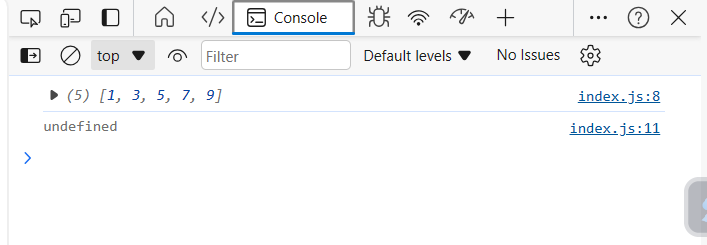 Console
top Filter Default levels No Issues
(5) [1, 3, 5, 7, 9] index.js:8
undefined index.js:11